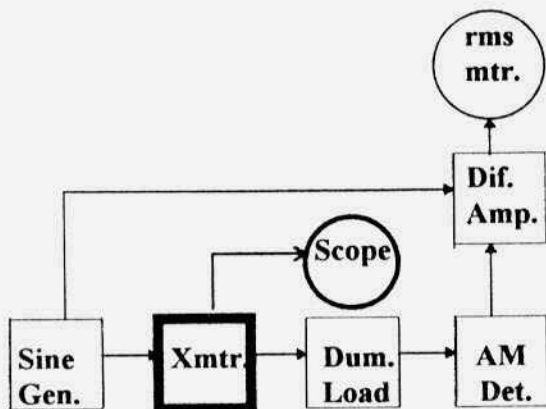 rms
mtr.
Dif.
Amp.
Scope
Sine
Gen.
Xmtr.
Dum.
Load
AM
Det.